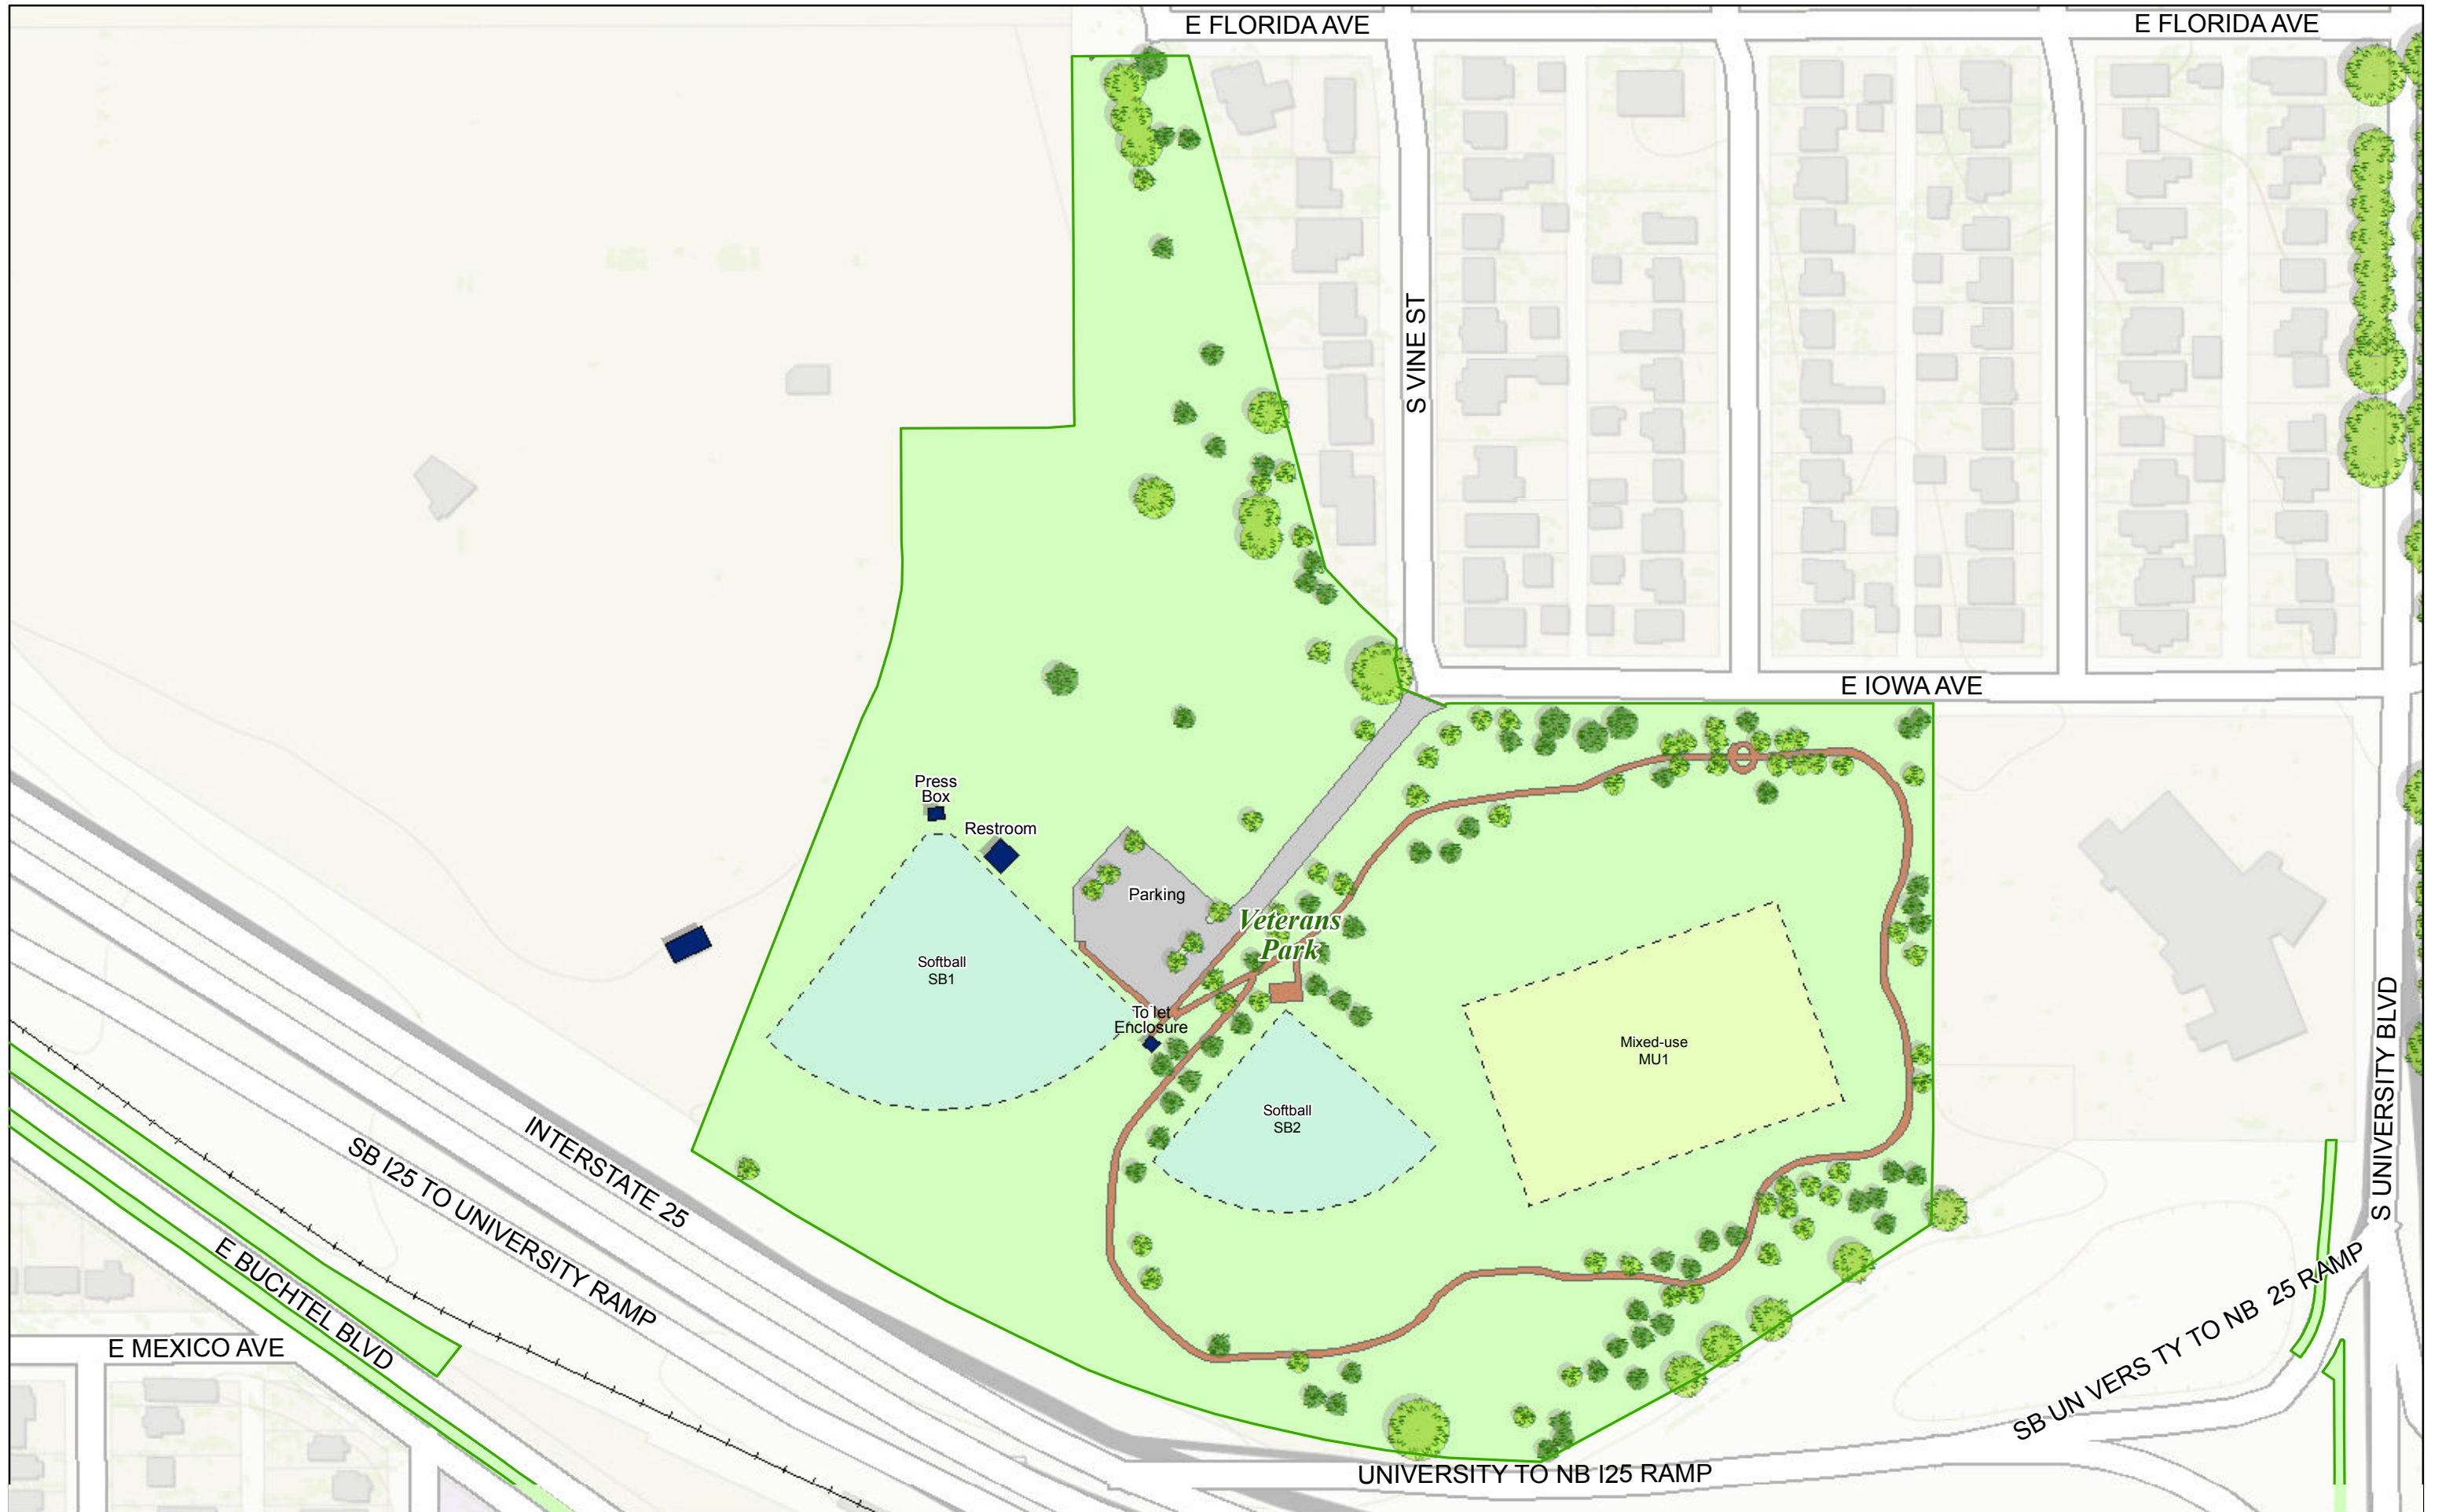 E FLORIDA AVE
E FLORIDA AVE
S VINE ST
E IOWA AVE
Press
Box
Restroom
Parking
Veterans
Park
Softball
SB1
Toilet
Enclosure
Mixed-use
MU1
Softball
SB2
S UNIVERSITY BLVD
INTERSTATE 25
SB I25 TO UNIVERSITY RAMP
E BUCHTEL BLVD
E MEXICO AVE
SB UN VERS TY TO NB 25 RAMP
UNIVERSITY TO NB I25 RAMP